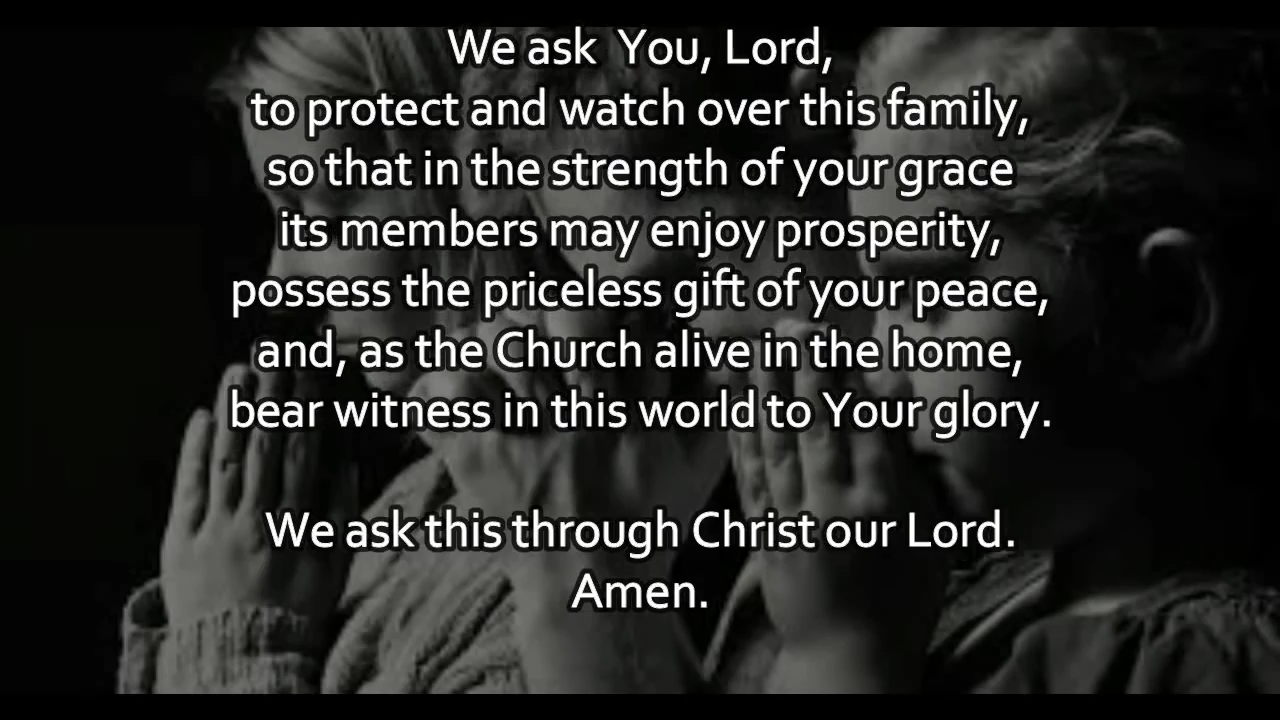 We ask  You, Lord,
to protect and watch over this family,
so that in the strength of your grace
its members may enjoy prosperity,
possess the priceless gift of your peace,
and, as the Church alive in the home,
bear witness in this world to Your glory.
We ask this through Christ our Lord.
Amen.